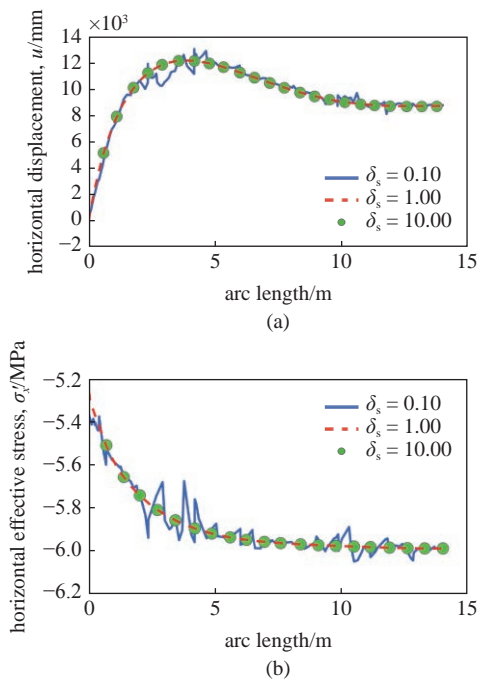 ×10³
14
12
10
8
6
4
2
0
−2
horizontal displacement, u/mm
δₛ = 0.10
δₛ = 1.00
δₛ = 10.00
0 5 10 15
arc length/m
(a)
−5.2
−5.4
−5.6
−5.8
−6.0
−6.2
horizontal effective stress, σₓ′/MPa
δₛ = 0.10
δₛ = 1.00
δₛ = 10.00
0 5 10 15
arc length/m
(b)